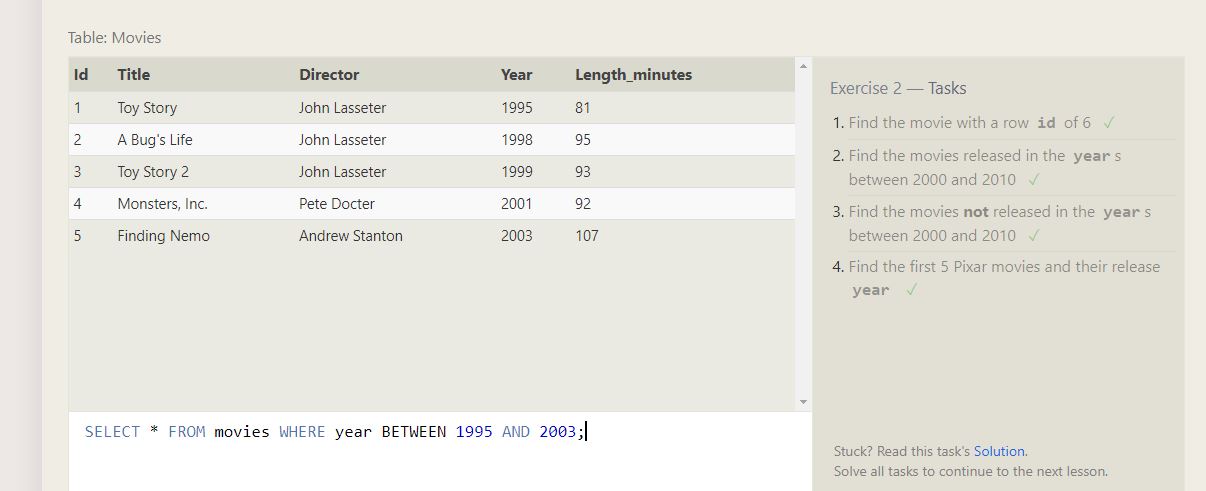 Table: Movies
Id Title Director Year Length_minutes
1 Toy Story John Lasseter 1995 81
2 A Bug's Life John Lasseter 1998 95
3 Toy Story 2 John Lasseter 1999 93
4 Monsters, Inc. Pete Docter 2001 92
5 Finding Nemo Andrew Stanton 2003 107
SELECT * FROM movies WHERE year BETWEEN 1995 AND 2003;
Exercise 2 — Tasks
1. Find the movie with a row id of 6 ✓
2. Find the movies released in the year s
between 2000 and 2010 ✓
3. Find the movies not released in the year s
between 2000 and 2010 ✓
4. Find the first 5 Pixar movies and their release
year ✓
Stuck? Read this task's Solution.
Solve all tasks to continue to the next lesson.